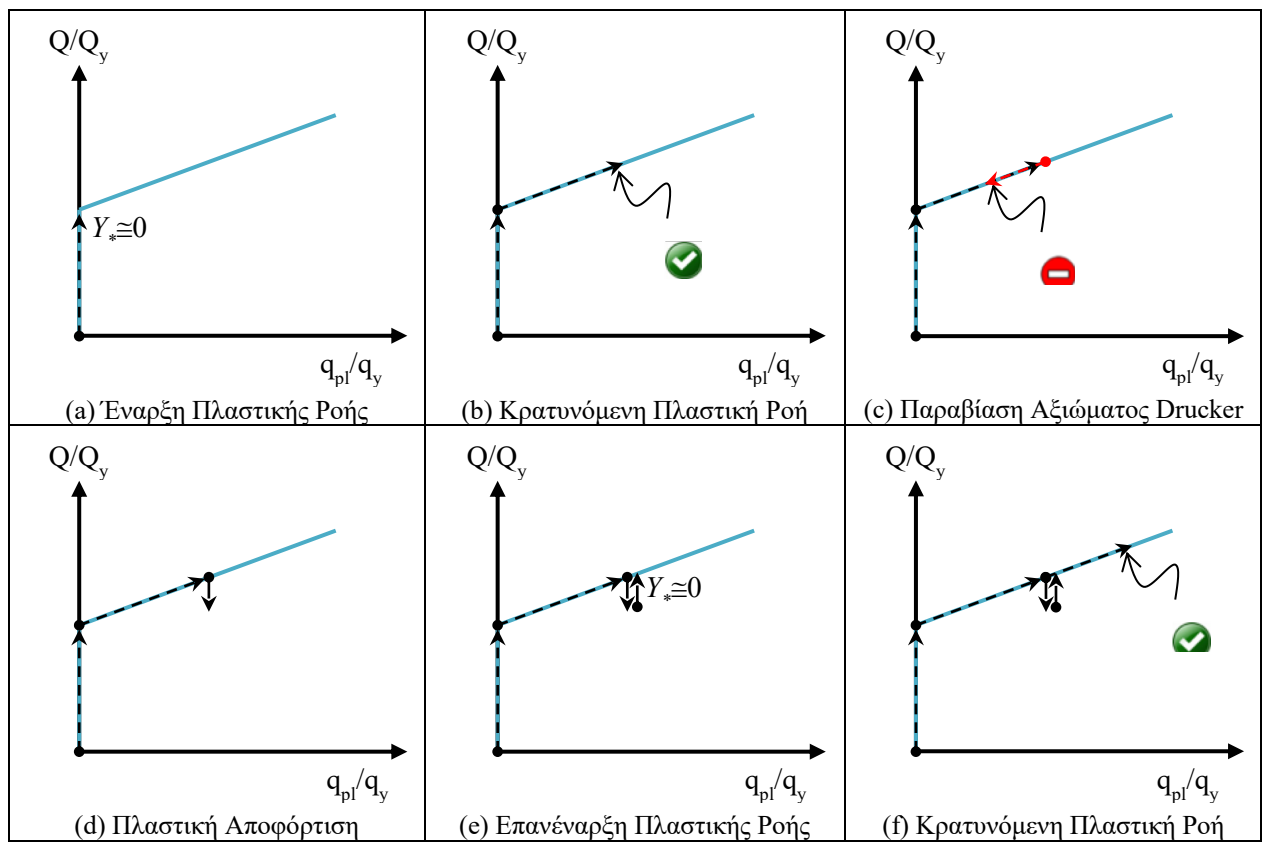 Q/Q_y
Y_*≅0
q_pl/q_y
(a) Έναρξη Πλαστικής Ροής
Q/Q_y
q_pl/q_y
(b) Κρατυνόμενη Πλαστική Ροή
Q/Q_y
q_pl/q_y
(c) Παραβίαση Αξιώματος Drucker
Q/Q_y
q_pl/q_y
(d) Πλαστική Αποφόρτιση
Q/Q_y
Y_*≅0
q_pl/q_y
(e) Επανέναρξη Πλαστικής Ροής
Q/Q_y
q_pl/q_y
(f) Κρατυνόμενη Πλαστική Ροή